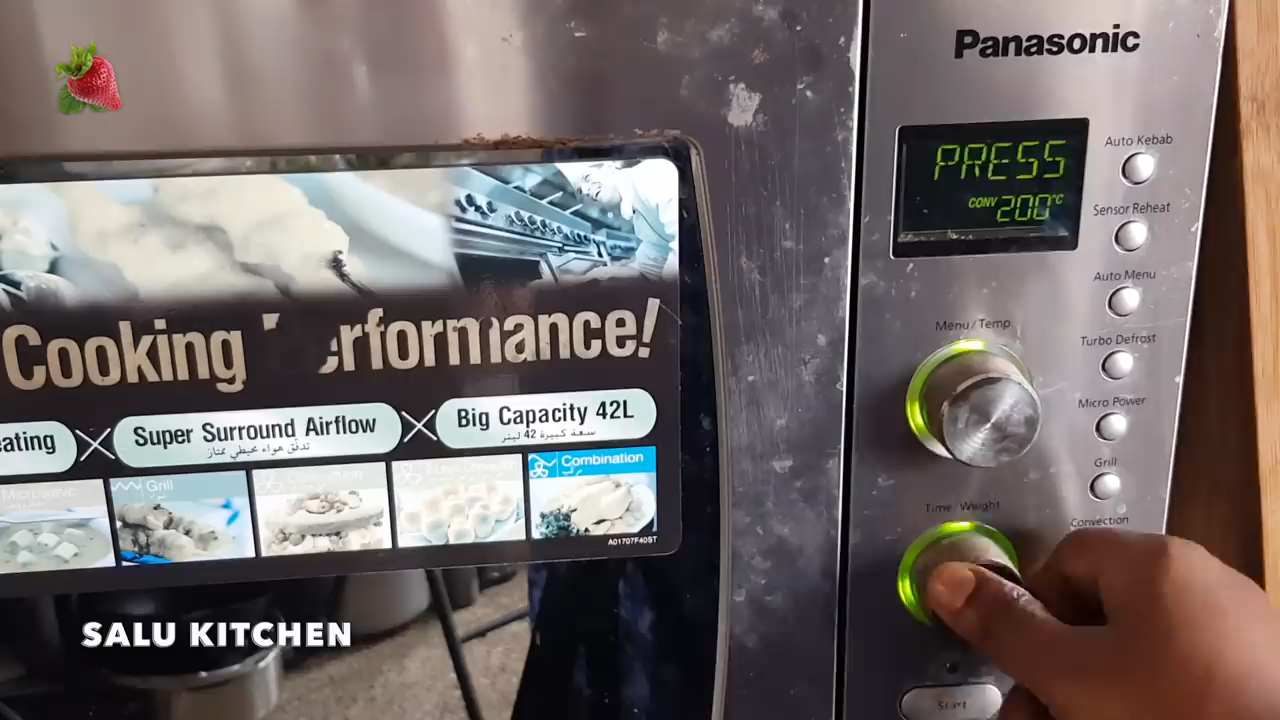 Panasonic
PRESS
CONV 200°C
Auto Kebab
Sensor Reheat
Auto Menu
Menu/Temp
Turbo Defrost
Micro Power
Grill
Time/Weight
Convection
Start
Cooking erformance!
eating
Super Surround Airflow
تدفق هواء محيطي ممتاز
Big Capacity 42L
سعة كبيرة 42 ليتر
Microwave
Grill
Combination
A01707F40ST
SALU KITCHEN